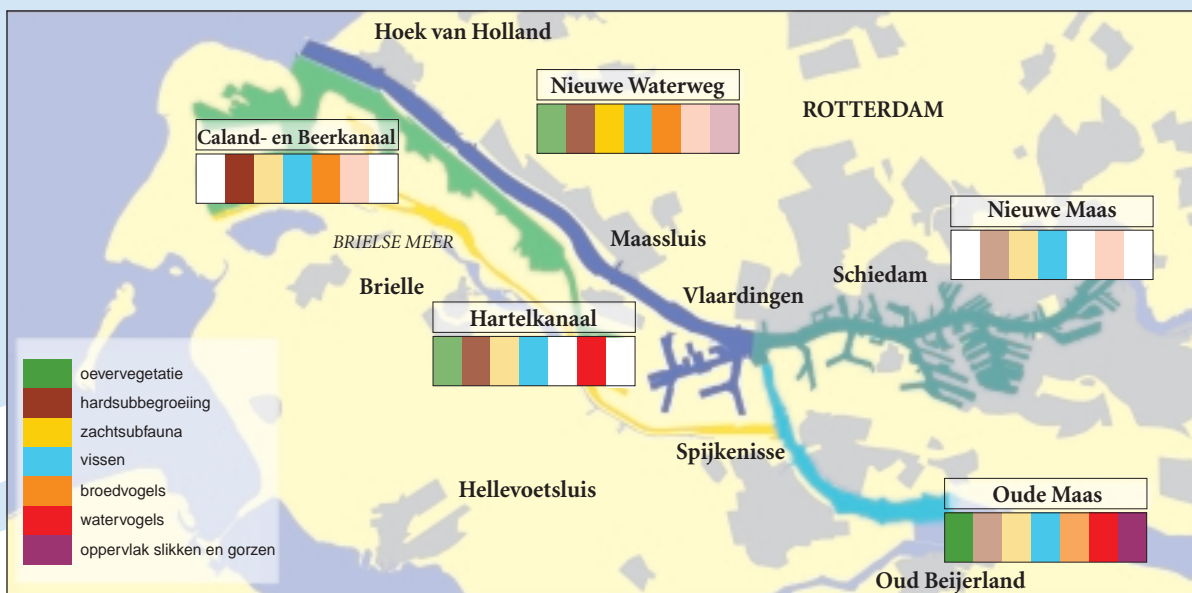 Hoek van Holland
Nieuwe Waterweg
ROTTERDAM
Caland- en Beerkanaal
Nieuwe Maas
BRIELSE MEER
Maassluis
Brielle
Schiedam
Vlaardingen
Hartelkanaal
oevervegetatie
hardsubbegroeiing
zachtsubfauna
vissen
broedvogels
watervogels
oppervlak slikken en gorzen
Spijkenisse
Hellevoetsluis
Oude Maas
Oud Beijerland